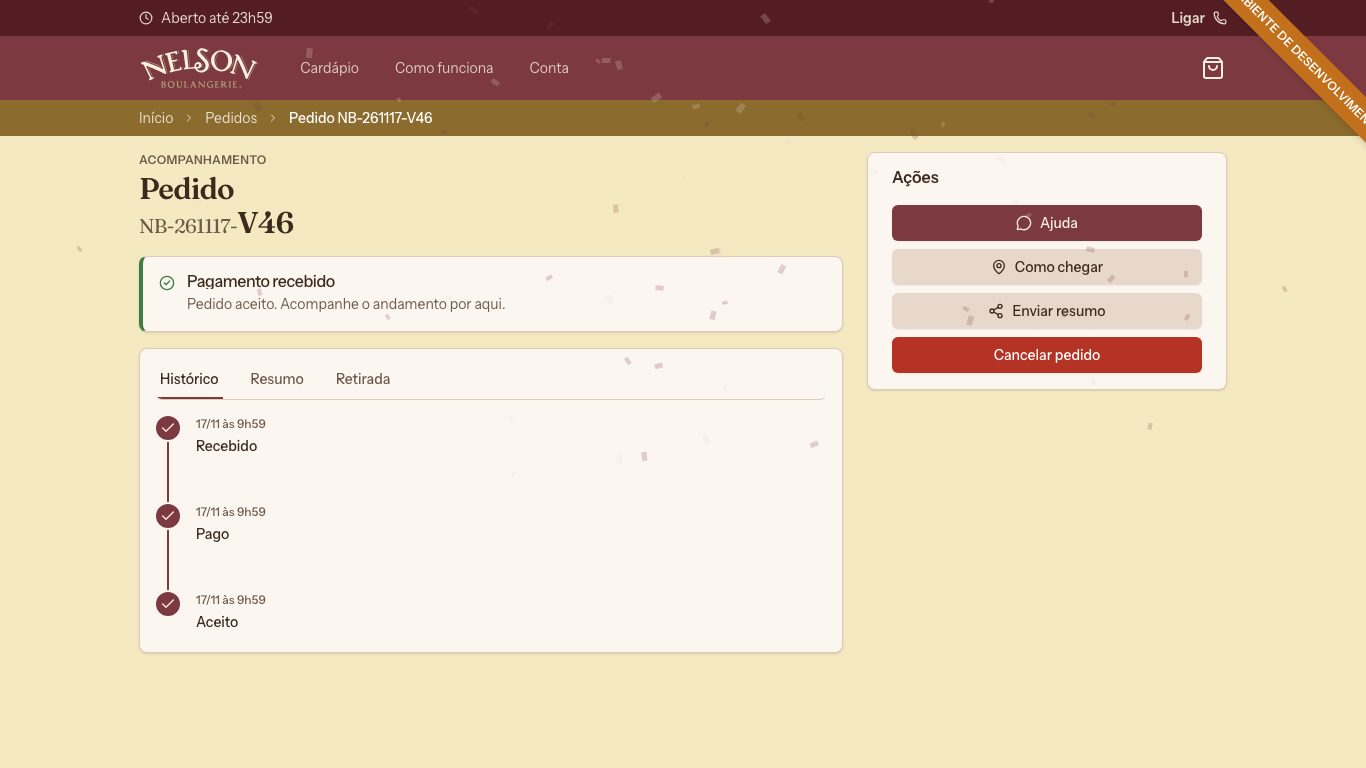 Aberto até 23h59
Ligar
NELSON
BOULANGERIE.
Cardápio
Como funciona
Conta
Início
Pedidos
Pedido NB-261117-V46
ACOMPANHAMENTO
Pedido
NB-261117-V46
Pagamento recebido
Pedido aceito. Acompanhe o andamento por aqui.
Histórico
Resumo
Retirada
17/11 às 9h59
Recebido
17/11 às 9h59
Pago
17/11 às 9h59
Aceito
Ações
Ajuda
Como chegar
Enviar resumo
Cancelar pedido
DE